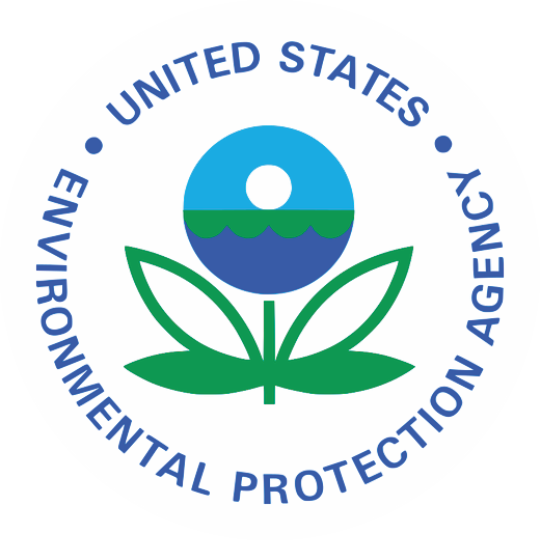 UNITED STATES
ENVIRONMENTAL PROTECTION AGENCY